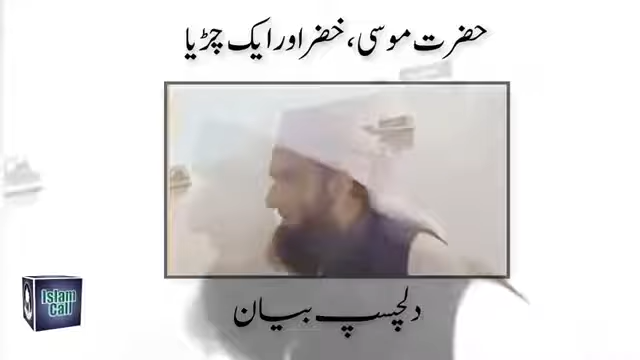 حضرت موسی، خضر اور ایک چڑیا
Islam
Call
دلچسپ بیان